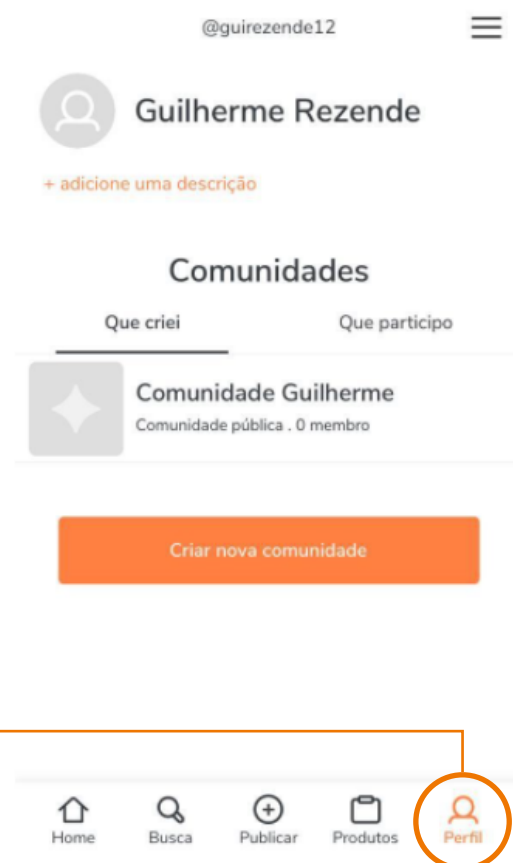 @guirezende12
Guilherme Rezende
+ adicione uma descrição
Comunidades
Que criei
Que participo
Comunidade Guilherme
Comunidade pública . 0 membro
Criar nova comunidade
Home
Busca
Publicar
Produtos
Perfil